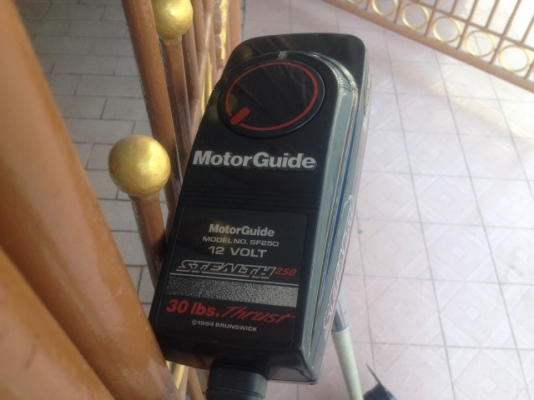 MotorGuide
MotorGuide
MODEL NO. SF250
12 VOLT
STEALTH 250
30 lbs. Thrust
©1994 BRUNSWICK